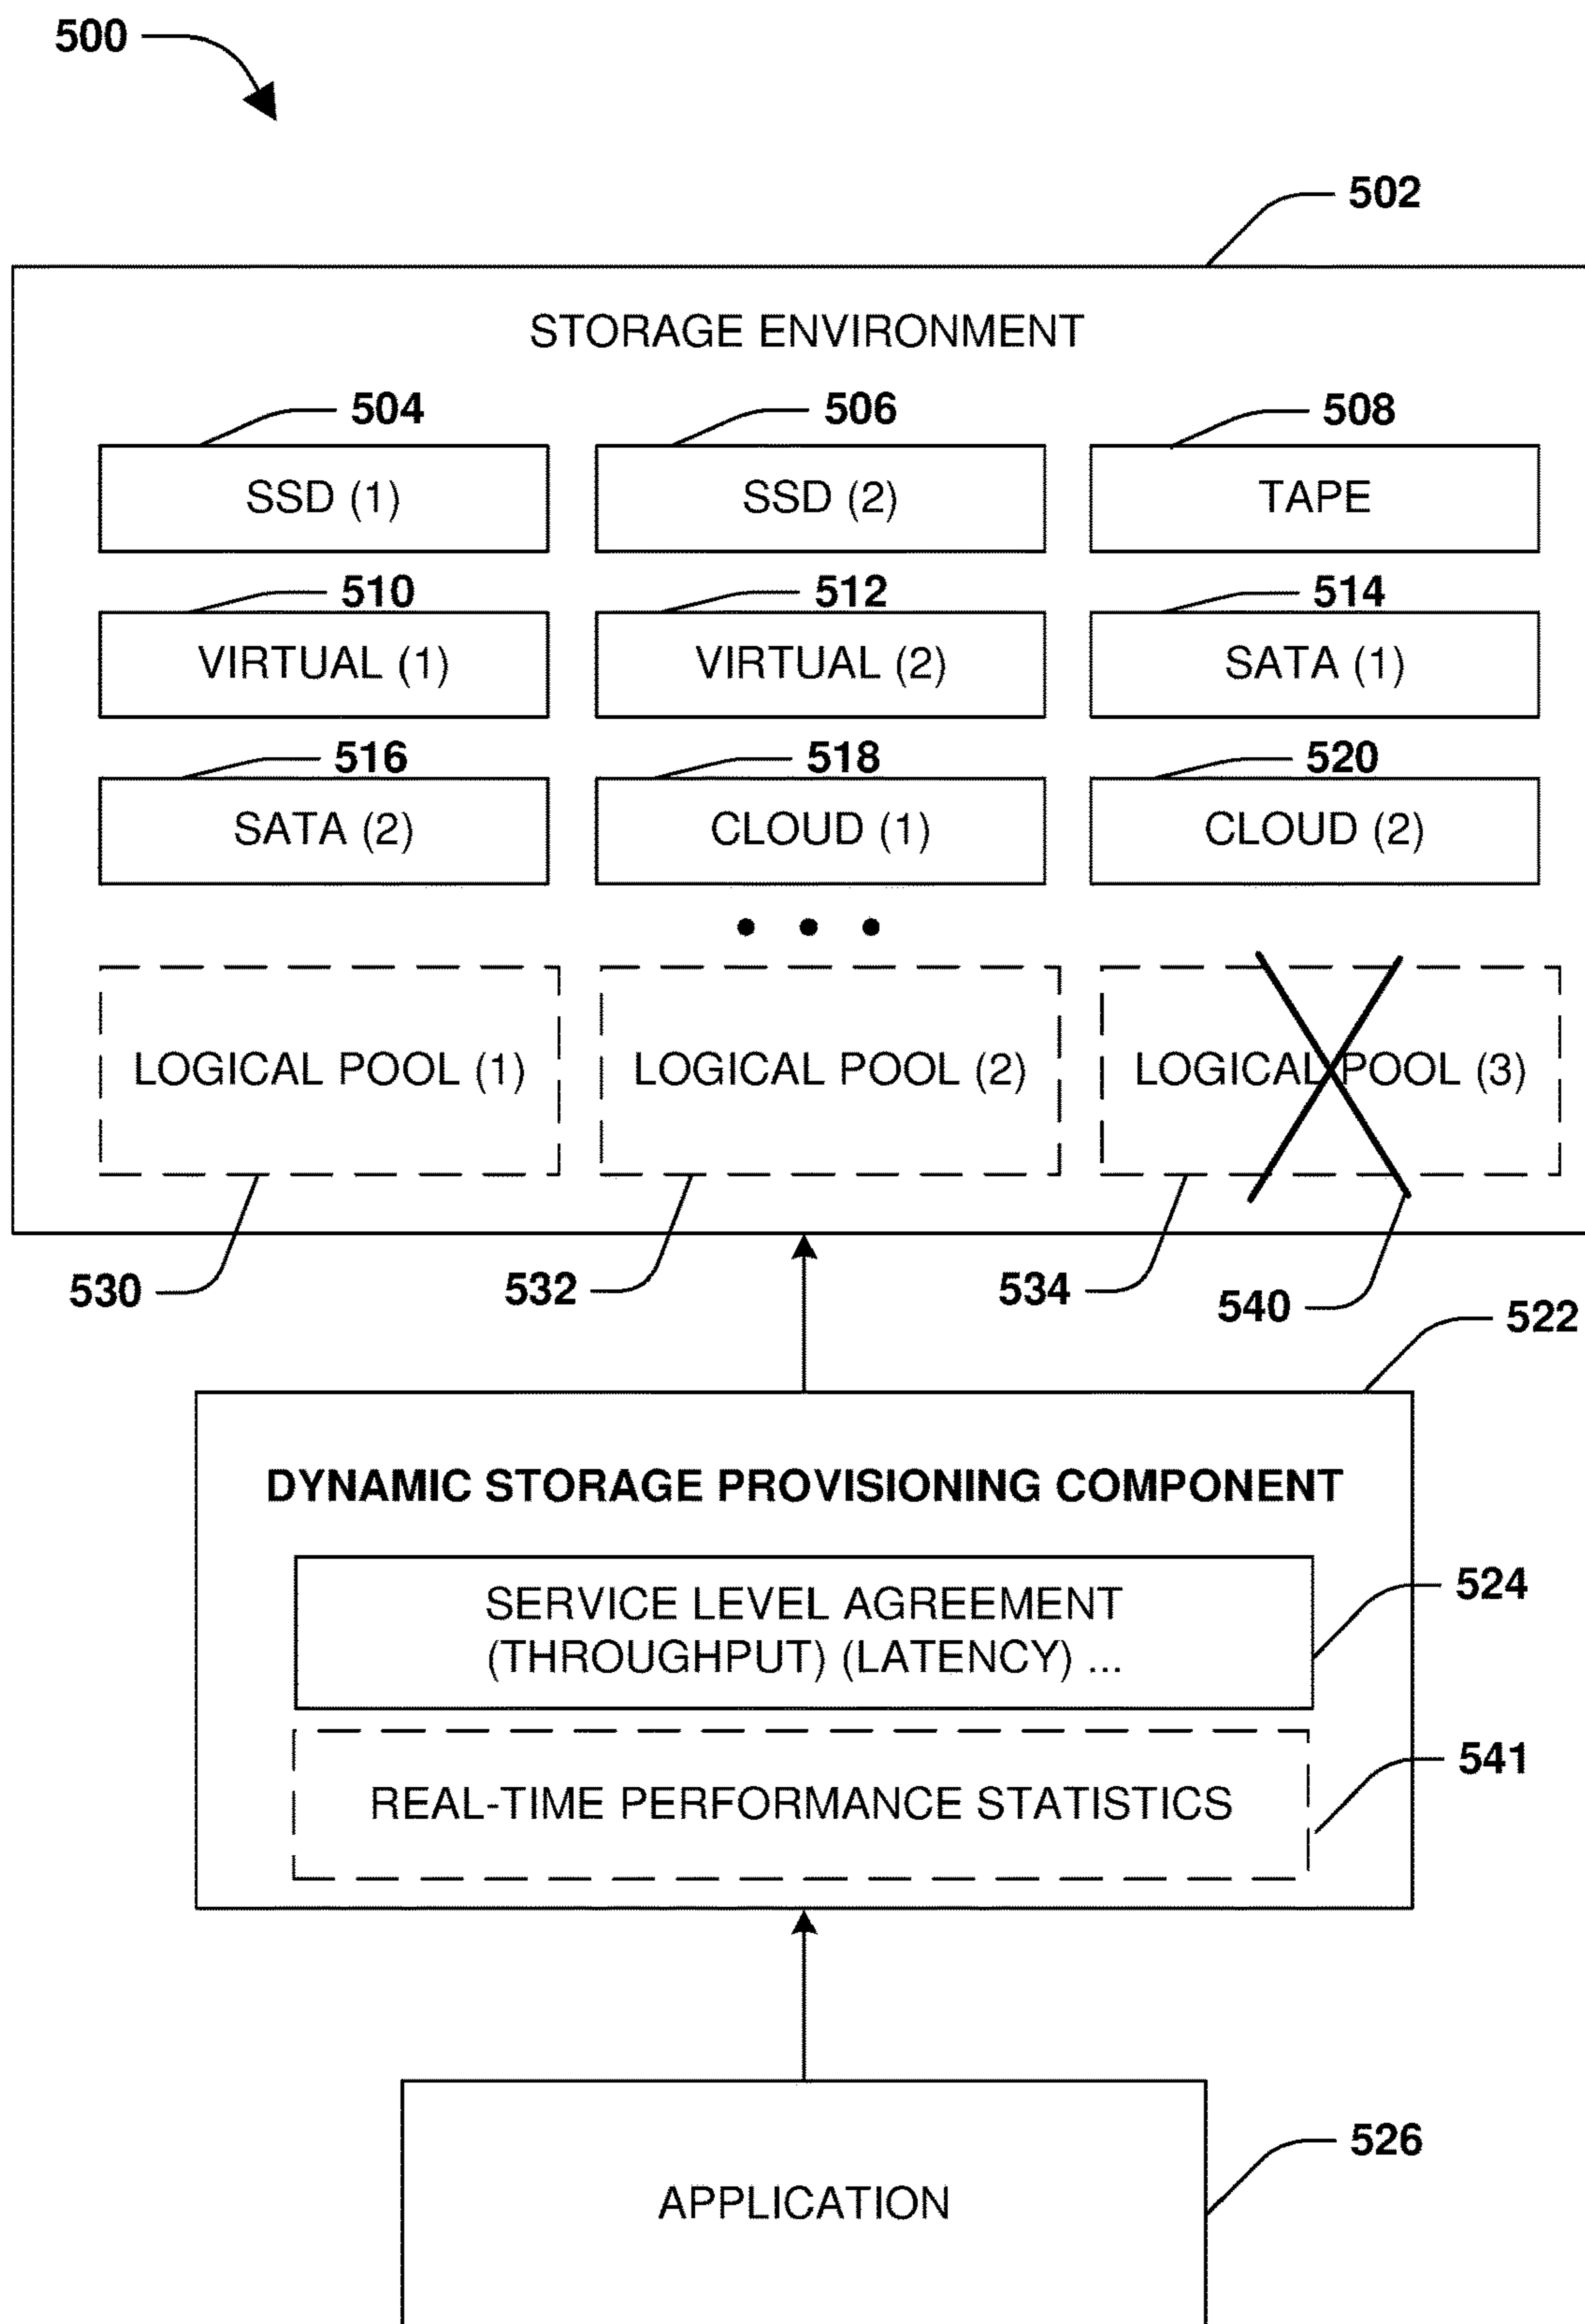 500
502
STORAGE ENVIRONMENT
504 506 508
SSD (1) SSD (2) TAPE
510 512 514
VIRTUAL (1) VIRTUAL (2) SATA (1)
516 518 520
SATA (2) CLOUD (1) CLOUD (2)
• • •
LOGICAL POOL (1) LOGICAL POOL (2) LOGICAL POOL (3)
530 532 534 540
522
DYNAMIC STORAGE PROVISIONING COMPONENT
SERVICE LEVEL AGREEMENT
(THROUGHPUT) (LATENCY) ...
524
REAL-TIME PERFORMANCE STATISTICS
541
526
APPLICATION